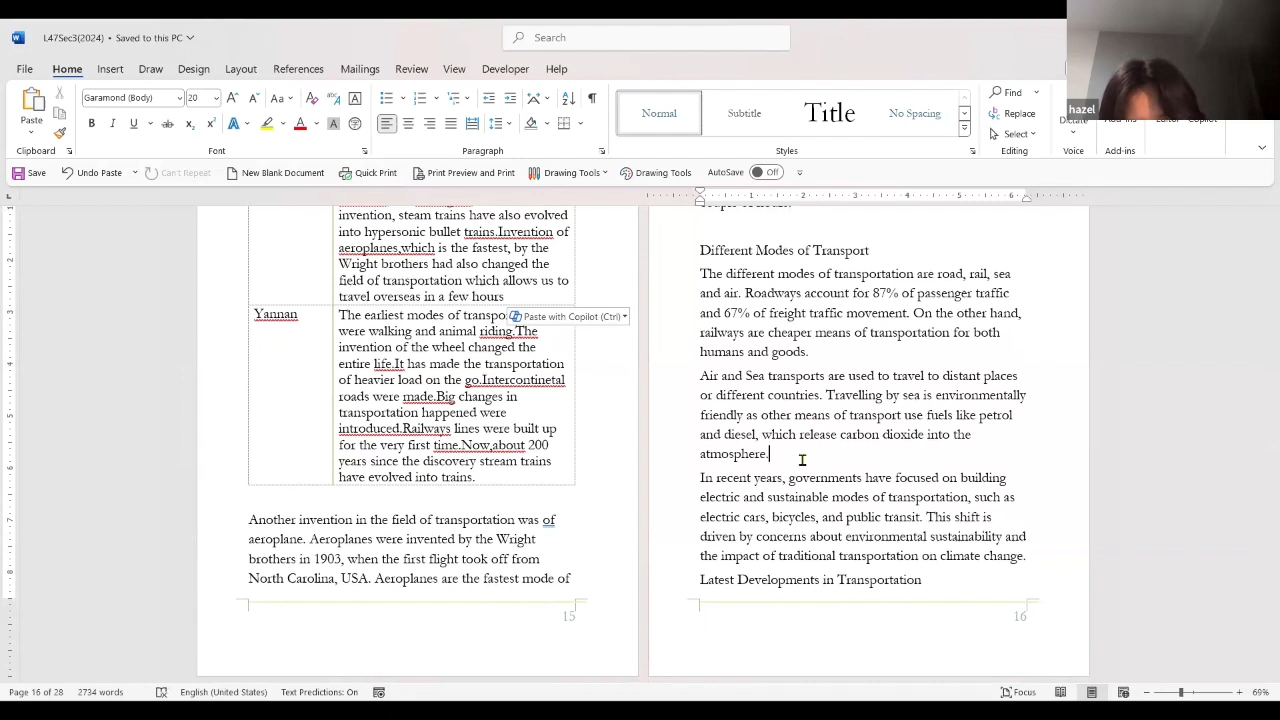 L47Sec3(2024) • Saved to this PC
Search
File Home Insert Draw Design Layout References Mailings Review View Developer Help
Paste
Clipboard
Garamond (Body) 20
Font
Paragraph
Normal
Subtitle
Title
No Spacing
Styles
Find
Replace
Select
Editing
Add-ins
Voice
Add-ins
hazel
Save Undo Paste Can't Repeat New Blank Document Quick Print Print Preview and Print Drawing Tools Drawing Tools AutoSave Off
invention, steam trains have also evolved
into hypersonic bullet trains.Invention of
aeroplanes,which is the fastest, by the
Wright brothers had also changed the
field of transportation which allows us to
travel overseas in a few hours
Yannan
The earliest modes of transpo
Paste with Copilot (Ctrl)
were walking and animal riding.The
invention of the wheel changed the
entire life.It has made the transportation
of heavier load on the go.Intercontinetal
roads were made.Big changes in
transportation happened were
introduced.Railways lines were built up
for the very first time.Now,about 200
years since the discovery stream trains
have evolved into trains.
Another invention in the field of transportation was of
aeroplane. Aeroplanes were invented by the Wright
brothers in 1903, when the first flight took off from
North Carolina, USA. Aeroplanes are the fastest mode of
15
Different Modes of Transport
The different modes of transportation are road, rail, sea
and air. Roadways account for 87% of passenger traffic
and 67% of freight traffic movement. On the other hand,
railways are cheaper means of transportation for both
humans and goods.
Air and Sea transports are used to travel to distant places
or different countries. Travelling by sea is environmentally
friendly as other means of transport use fuels like petrol
and diesel, which release carbon dioxide into the
atmosphere.
In recent years, governments have focused on building
electric and sustainable modes of transportation, such as
electric cars, bicycles, and public transit. This shift is
driven by concerns about environmental sustainability and
the impact of traditional transportation on climate change.
Latest Developments in Transportation
16
Page 16 of 28 2734 words English (United States) Text Predictions: On Focus 69%